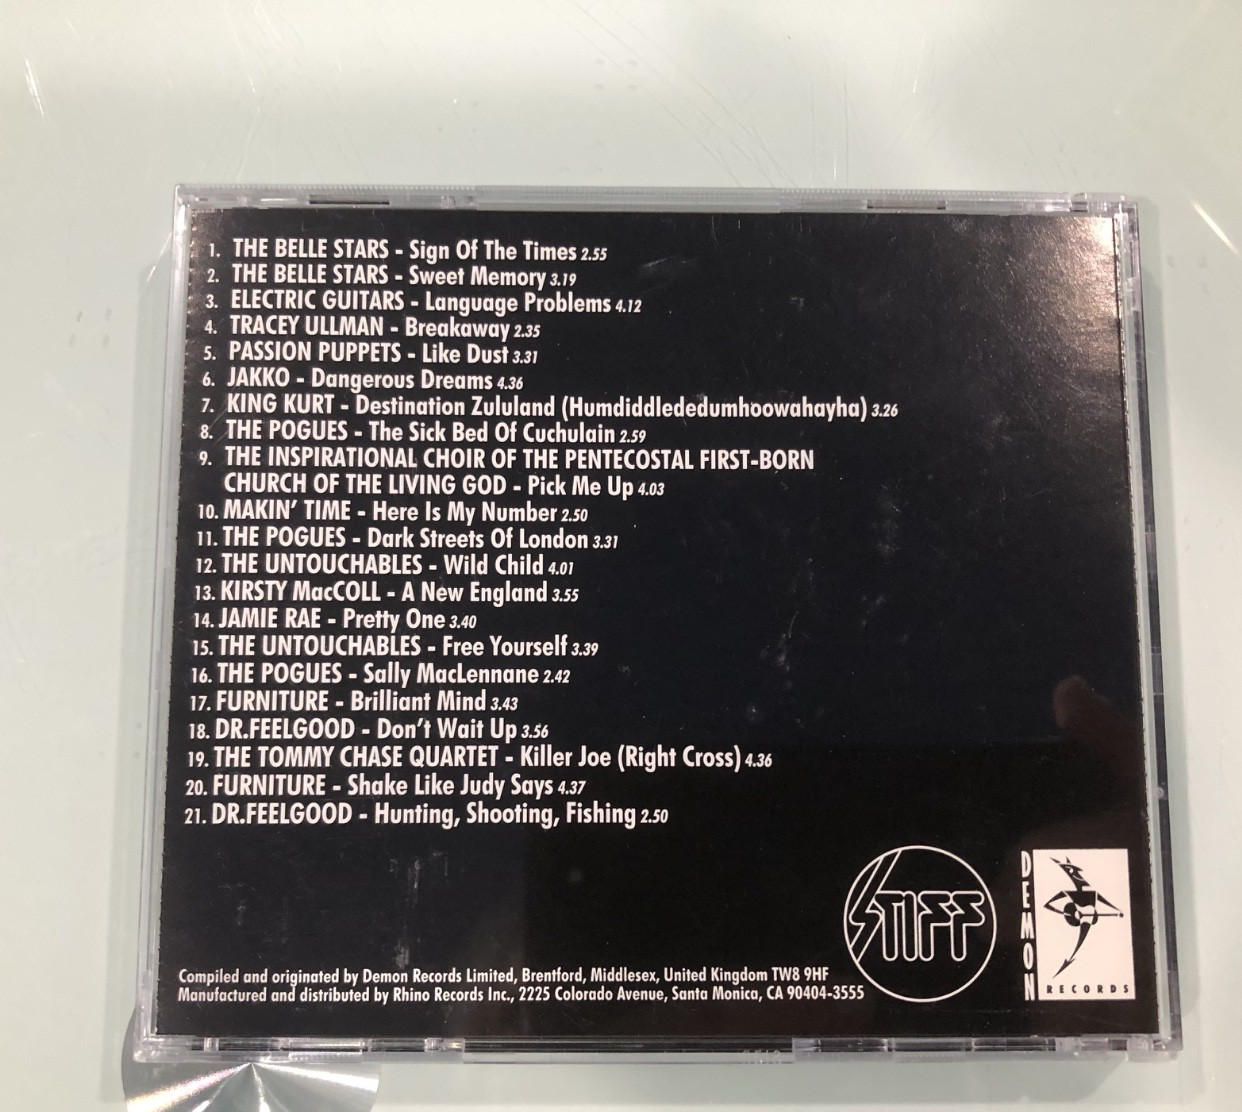 1. THE BELLE STARS - Sign Of The Times 2.55
2. THE BELLE STARS - Sweet Memory 3.19
3. ELECTRIC GUITARS - Language Problems 4.12
4. TRACEY ULLMAN - Breakaway 2.35
5. PASSION PUPPETS - Like Dust 3.31
6. JAKKO - Dangerous Dreams 4.36
7. KING KURT - Destination Zululand (Humdiddlededumhoowahayha) 3.26
8. THE POGUES - The Sick Bed Of Cuchulain 2.59
9. THE INSPIRATIONAL CHOIR OF THE PENTECOSTAL FIRST-BORN
CHURCH OF THE LIVING GOD - Pick Me Up 4.03
10. MAKIN' TIME - Here Is My Number 2.50
11. THE POGUES - Dark Streets Of London 3.31
12. THE UNTOUCHABLES - Wild Child 4.01
13. KIRSTY MacCOLL - A New England 3.55
14. JAMIE RAE - Pretty One 3.40
15. THE UNTOUCHABLES - Free Yourself 3.39
16. THE POGUES - Sally MacLennane 2.42
17. FURNITURE - Brilliant Mind 3.43
18. DR.FEELGOOD - Don't Wait Up 3.56
19. THE TOMMY CHASE QUARTET - Killer Joe (Right Cross) 4.36
20. FURNITURE - Shake Like Judy Says 4.37
21. DR.FEELGOOD - Hunting, Shooting, Fishing 2.50
STIFF
DEMON
RECORDS
Compiled and originated by Demon Records Limited, Brentford, Middlesex, United Kingdom TW8 9HF
Manufactured and distributed by Rhino Records Inc., 2225 Colorado Avenue, Santa Monica, CA 90404-3555